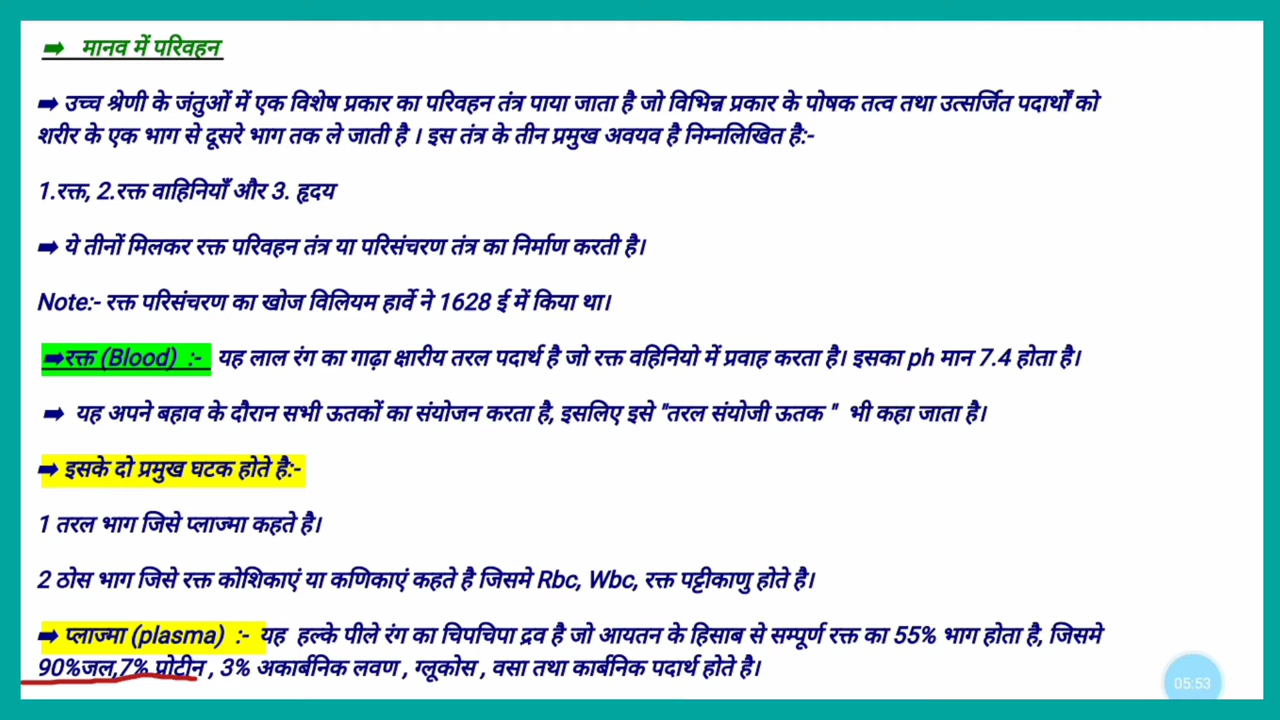 ➡ मानव में परिवहन
➡ उच्च श्रेणी के जंतुओं में एक विशेष प्रकार का परिवहन तंत्र पाया जाता है जो विभिन्न प्रकार के पोषक तत्व तथा उत्सर्जित पदार्थों को
शरीर के एक भाग से दूसरे भाग तक ले जाती है । इस तंत्र के तीन प्रमुख अवयव है निम्नलिखित है:-
1.रक्त, 2.रक्त वाहिनियाँ और 3. हृदय
➡ ये तीनों मिलकर रक्त परिवहन तंत्र या परिसंचरण तंत्र का निर्माण करती है।
Note:- रक्त परिसंचरण का खोज विलियम हार्वे ने 1628 ई में किया था।
➡रक्त (Blood) :- यह लाल रंग का गाढ़ा क्षारीय तरल पदार्थ है जो रक्त वहिनियो में प्रवाह करता है। इसका ph मान 7.4 होता है।
➡ यह अपने बहाव के दौरान सभी ऊतकों का संयोजन करता है, इसलिए इसे "तरल संयोजी ऊतक " भी कहा जाता है।
➡ इसके दो प्रमुख घटक होते है:-
1 तरल भाग जिसे प्लाज्मा कहते है।
2 ठोस भाग जिसे रक्त कोशिकाएं या कणिकाएं कहते है जिसमे Rbc, Wbc, रक्त पट्टीकाणु होते है।
➡ प्लाज्मा (plasma) :- यह हल्के पीले रंग का चिपचिपा द्रव है जो आयतन के हिसाब से सम्पूर्ण रक्त का 55% भाग होता है, जिसमे
90%जल,7% प्रोटीन , 3% अकार्बनिक लवण , ग्लूकोस , वसा तथा कार्बनिक पदार्थ होते है।
05:53